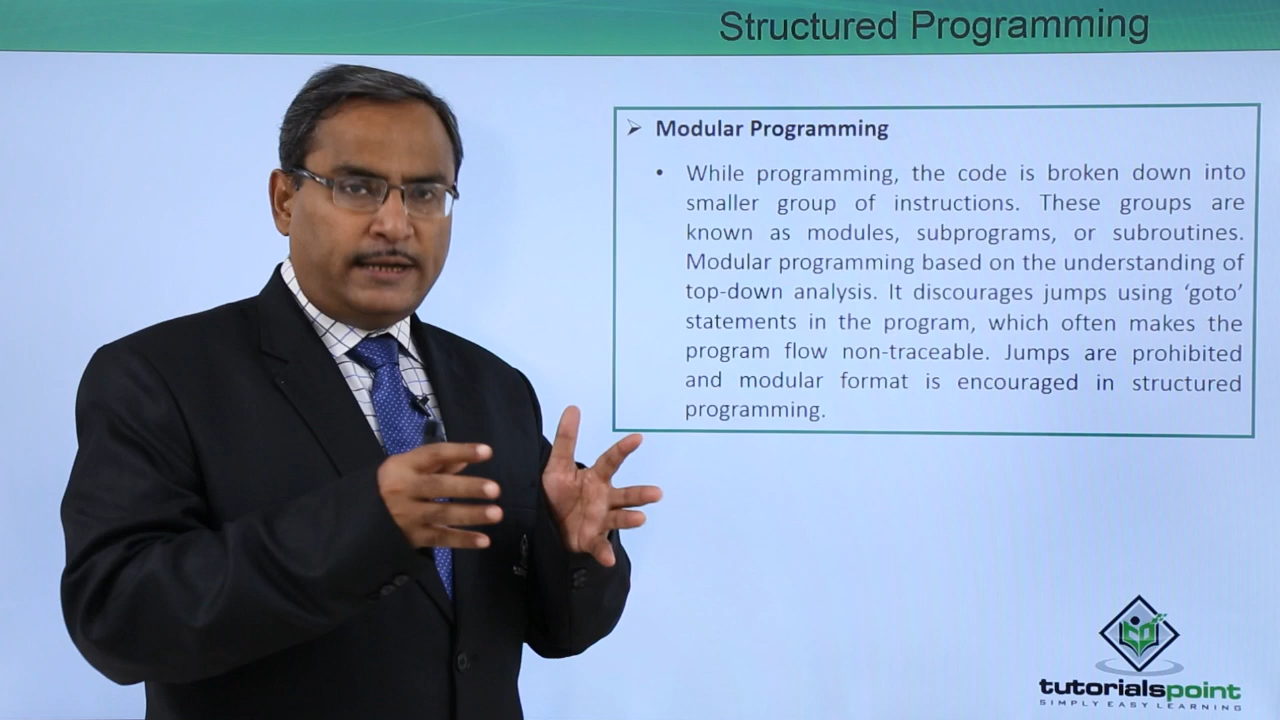 Structured Programming
➢ Modular Programming
• While programming, the code is broken down into
smaller group of instructions. These groups are
known as modules, subprograms, or subroutines.
Modular programming based on the understanding of
top-down analysis. It discourages jumps using ‘goto’
statements in the program, which often makes the
program flow non-traceable. Jumps are prohibited
and modular format is encouraged in structured
programming.
tutorialspoint
SIMPLY EASY LEARNING